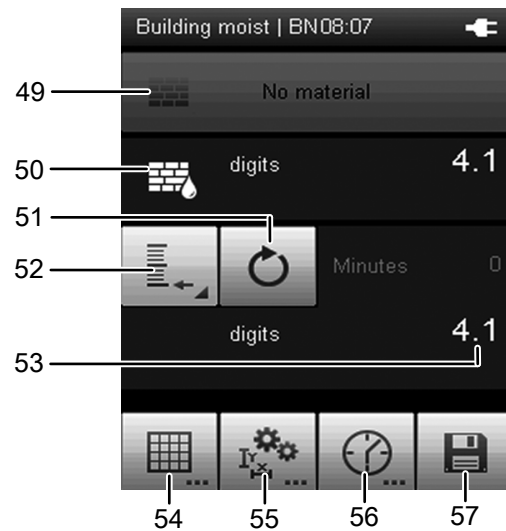 Building moist | BN08:07
49
No material
50
digits 4.1
51
52
Minutes 0
digits 4.1
53
54 55 56 57